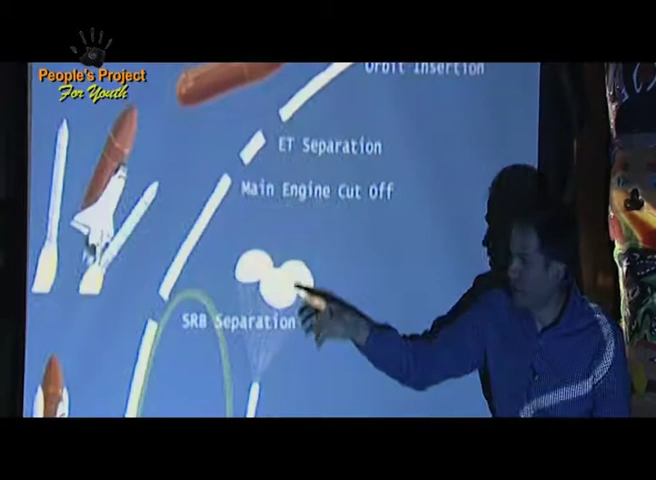 People's Project
For Youth
Orbit Insertion
ET Separation
Main Engine Cut Off
SRB Separation